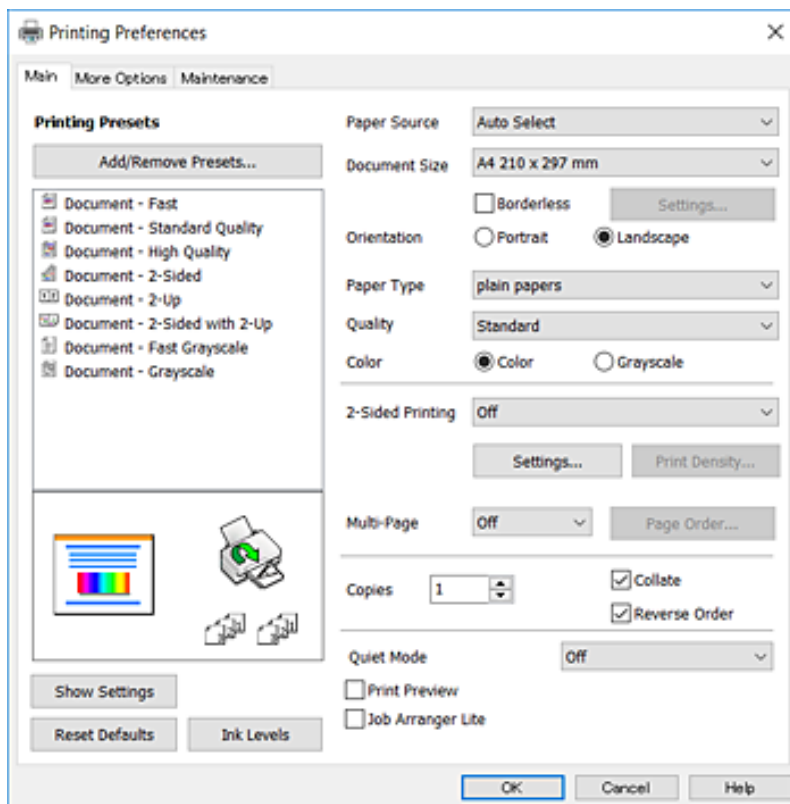 Printing Preferences
Main More Options Maintenance
Printing Presets
Add/Remove Presets...
Document - Fast
Document - Standard Quality
Document - High Quality
Document - 2-Sided
Document - 2-Up
Document - 2-Sided with 2-Up
Document - Fast Grayscale
Document - Grayscale
Show Settings
Reset Defaults Ink Levels
Paper Source Auto Select
Document Size A4 210 x 297 mm
Borderless Settings...
Orientation Portrait Landscape
Paper Type plain papers
Quality Standard
Color Color Grayscale
2-Sided Printing Off
Settings... Print Density...
Multi-Page Off Page Order...
Copies 1 Collate
Reverse Order
Quiet Mode Off
Print Preview
Job Arranger Lite
OK Cancel Help